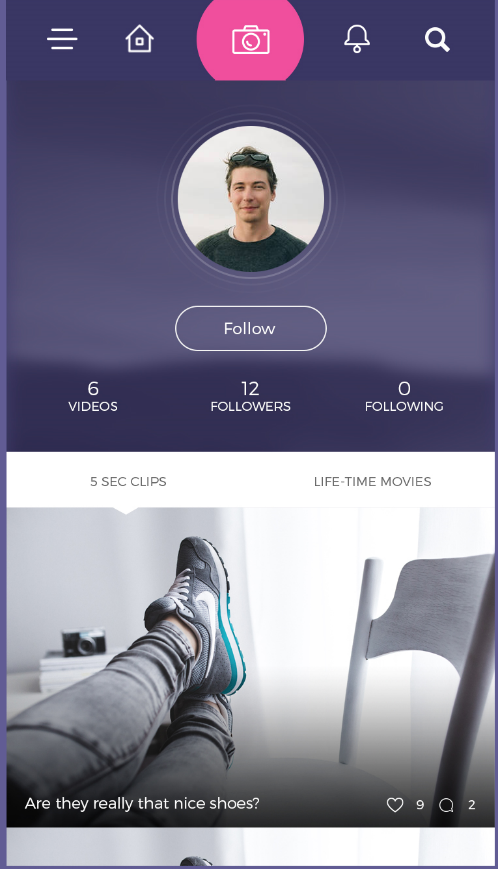 Follow
6 12 0
VIDEOS FOLLOWERS FOLLOWING
5 SEC CLIPS LIFE-TIME MOVIES
Are they really that nice shoes? 9 2